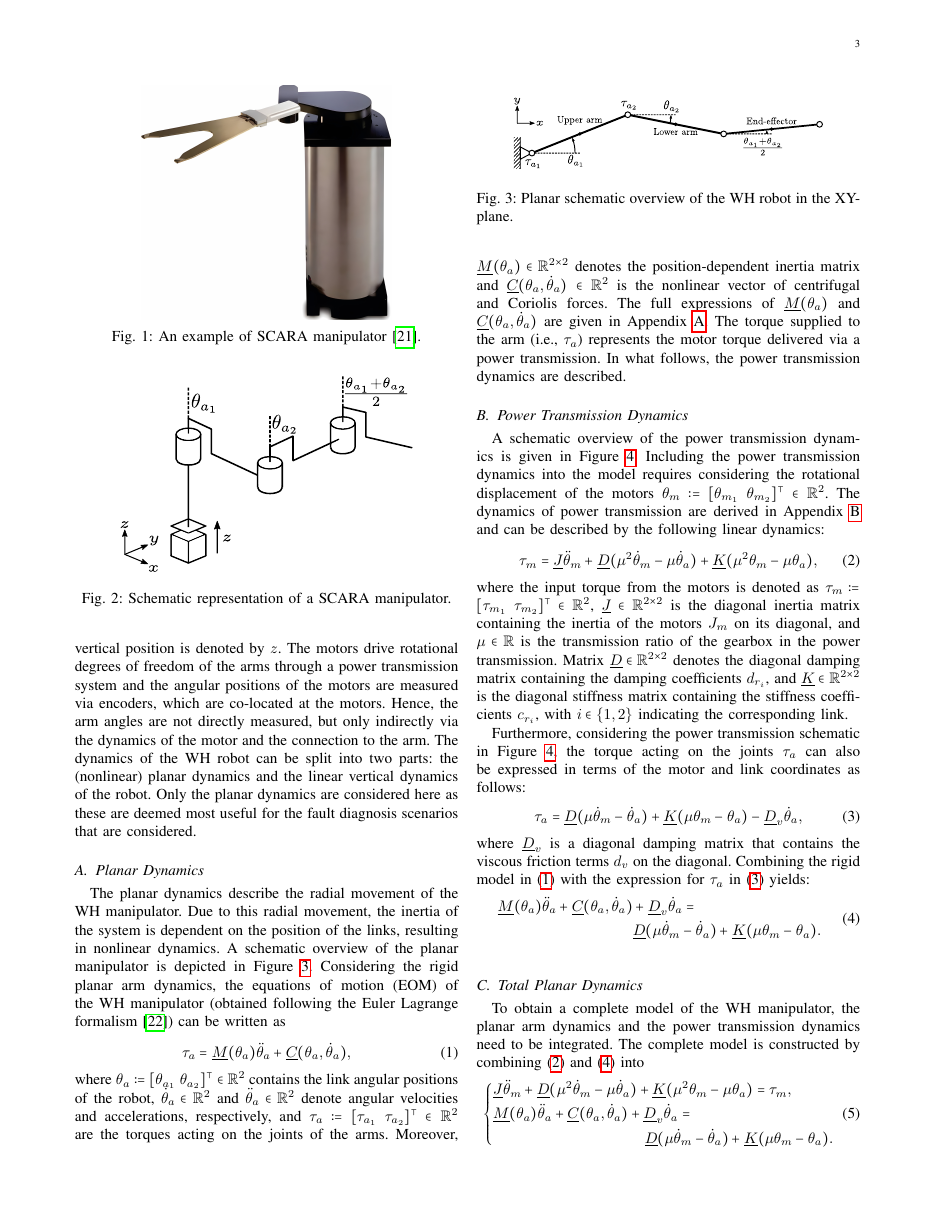 3
Fig. 1: An example of SCARA manipulator [21].
θa1
θa2
θa1+θa2
2
z
y
x
z
Fig. 2: Schematic representation of a SCARA manipulator.
vertical position is denoted by z. The motors drive rotational
degrees of freedom of the arms through a power transmission
system and the angular positions of the motors are measured
via encoders, which are co-located at the motors. Hence, the
arm angles are not directly measured, but only indirectly via
the dynamics of the motor and the connection to the arm. The
dynamics of the WH robot can be split into two parts: the
(nonlinear) planar dynamics and the linear vertical dynamics
of the robot. Only the planar dynamics are considered here as
these are deemed most useful for the fault diagnosis scenarios
that are considered.
A. Planar Dynamics
The planar dynamics describe the radial movement of the
WH manipulator. Due to this radial movement, the inertia of
the system is dependent on the position of the links, resulting
in nonlinear dynamics. A schematic overview of the planar
manipulator is depicted in Figure 3. Considering the rigid
planar arm dynamics, the equations of motion (EOM) of
the WH manipulator (obtained following the Euler Lagrange
formalism [22]) can be written as
τa = M(θa)θ̈a + C(θa, θ̇a), (1)
where θa ≔ [θa1 θa2]⊤ ∈ ℝ2 contains the link angular positions
of the robot, θ̇a ∈ ℝ2 and θ̈a ∈ ℝ2 denote angular velocities
and accelerations, respectively, and τa ≔ [τa1 τa2]⊤ ∈ ℝ2
are the torques acting on the joints of the arms. Moreover,
y
x
τa1
Upper arm
θa1
τa2
θa2
Lower arm
End-effector
θa1+θa2
2
Fig. 3: Planar schematic overview of the WH robot in the XY-
plane.
M(θa) ∈ ℝ2×2 denotes the position-dependent inertia matrix
and C(θa, θ̇a) ∈ ℝ2 is the nonlinear vector of centrifugal
and Coriolis forces. The full expressions of M(θa) and
C(θa, θ̇a) are given in Appendix A. The torque supplied to
the arm (i.e., τa) represents the motor torque delivered via a
power transmission. In what follows, the power transmission
dynamics are described.
B. Power Transmission Dynamics
A schematic overview of the power transmission dynam-
ics is given in Figure 4. Including the power transmission
dynamics into the model requires considering the rotational
displacement of the motors θm ≔ [θm1 θm2]⊤ ∈ ℝ2. The
dynamics of power transmission are derived in Appendix B
and can be described by the following linear dynamics:
τm = Jθ̈m + D(μ2θ̇m − μθ̇a) + K(μ2θm − μθa), (2)
where the input torque from the motors is denoted as τm ≔
[τm1 τm2]⊤ ∈ ℝ2, J ∈ ℝ2×2 is the diagonal inertia matrix
containing the inertia of the motors Jm on its diagonal, and
μ ∈ ℝ is the transmission ratio of the gearbox in the power
transmission. Matrix D ∈ ℝ2×2 denotes the diagonal damping
matrix containing the damping coefficients dri, and K ∈ ℝ2×2
is the diagonal stiffness matrix containing the stiffness coeffi-
cients cri, with i ∈ {1, 2} indicating the corresponding link.
Furthermore, considering the power transmission schematic
in Figure 4, the torque acting on the joints τa can also
be expressed in terms of the motor and link coordinates as
follows:
τa = D(μθ̇m − θ̇a) + K(μθm − θa) − Dvθ̇a, (3)
where Dv is a diagonal damping matrix that contains the
viscous friction terms dv on the diagonal. Combining the rigid
model in (1) with the expression for τa in (3) yields:
M(θa)θ̈a + C(θa, θ̇a) + Dvθ̇a =
D(μθ̇m − θ̇a) + K(μθm − θa). (4)
C. Total Planar Dynamics
To obtain a complete model of the WH manipulator, the
planar arm dynamics and the power transmission dynamics
need to be integrated. The complete model is constructed by
combining (2) and (4) into
Jθ̈m + D(μ2θ̇m − μθ̇a) + K(μ2θm − μθa) = τm,
M(θa)θ̈a + C(θa, θ̇a) + Dvθ̇a = (5)
D(μθ̇m − θ̇a) + K(μθm − θa).